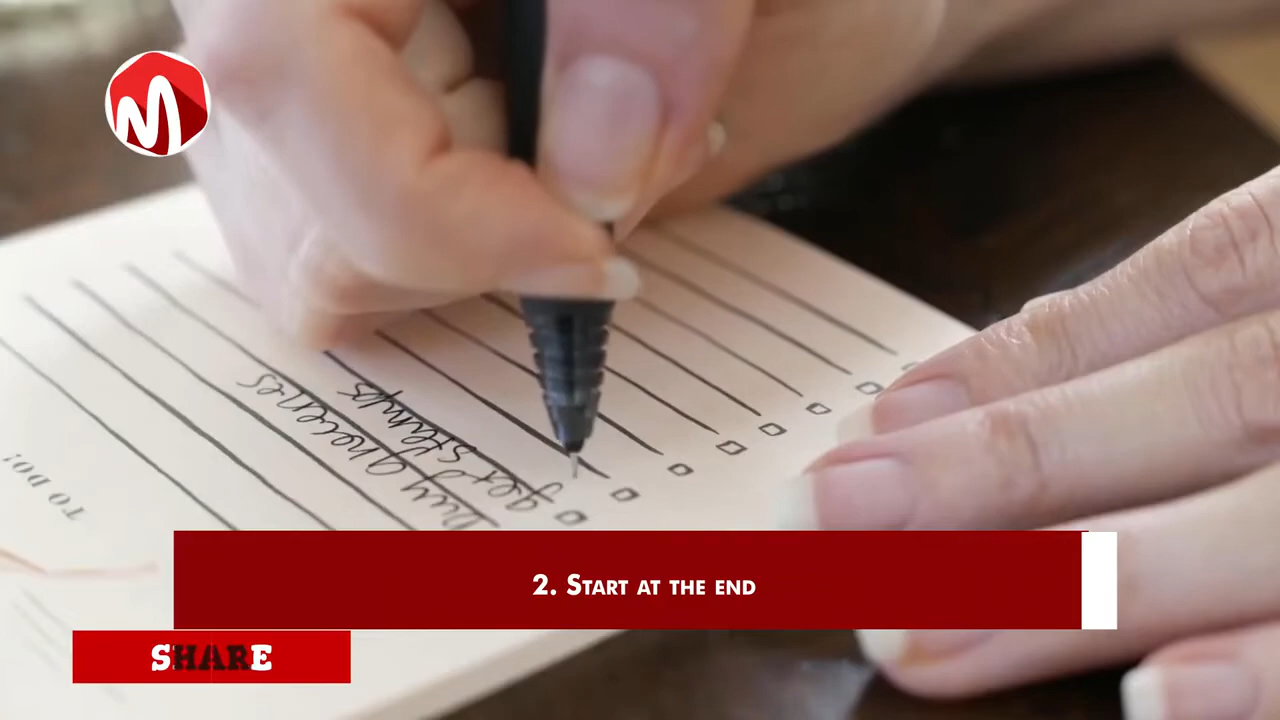 TO DO:
Buy Groceries
get stamps
2. START AT THE END
SHARE